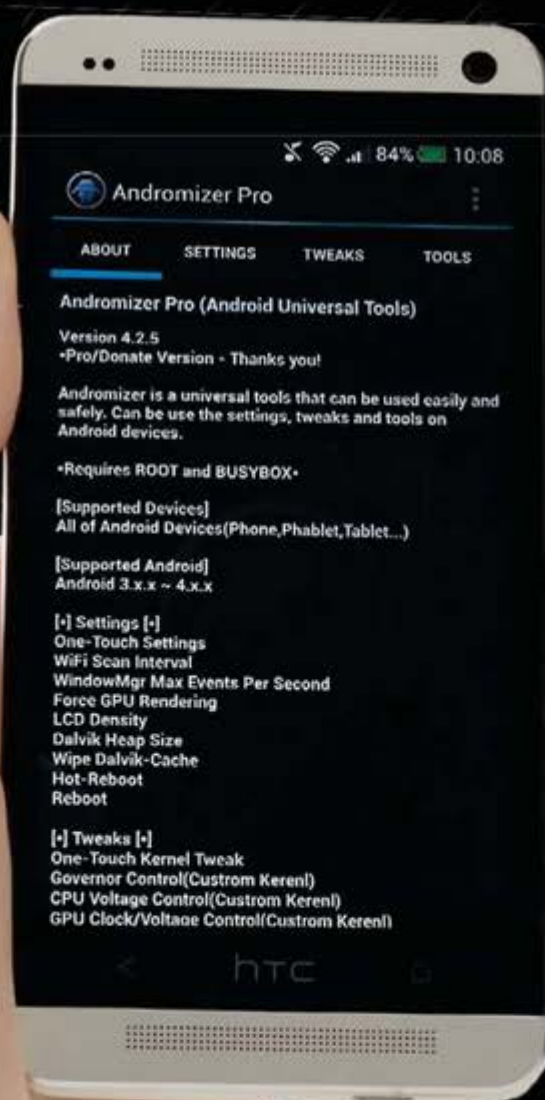 84% 10:08
Andromizer Pro
ABOUT SETTINGS TWEAKS TOOLS
Andromizer Pro (Android Universal Tools)
Version 4.2.5
•Pro/Donate Version - Thank you!
Andromizer is a universal tools that can be used easily and
safely. Can be use the settings, tweaks and tools on
Android devices.
•Requires ROOT and BUSYBOX•
[Supported Devices]
All of Android Devices(Phone,Phablet,Tablet...)
[Supported Android]
Android 3.x.x ~ 4.x.x
[•] Settings [•]
One-Touch Settings
WiFi Scan Interval
WindowMgr Max Events Per Second
Force GPU Rendering
LCD Density
Dalvik Heap Size
Wipe Dalvik-Cache
Hot-Reboot
Reboot
[•] Tweaks [•]
One-Touch Kernel Tweak
Governor Control(Custrom Kerenl)
CPU Voltage Control(Custrom Kerenl)
GPU Clock/Voltage Control(Custrom Kerenl)
hTC